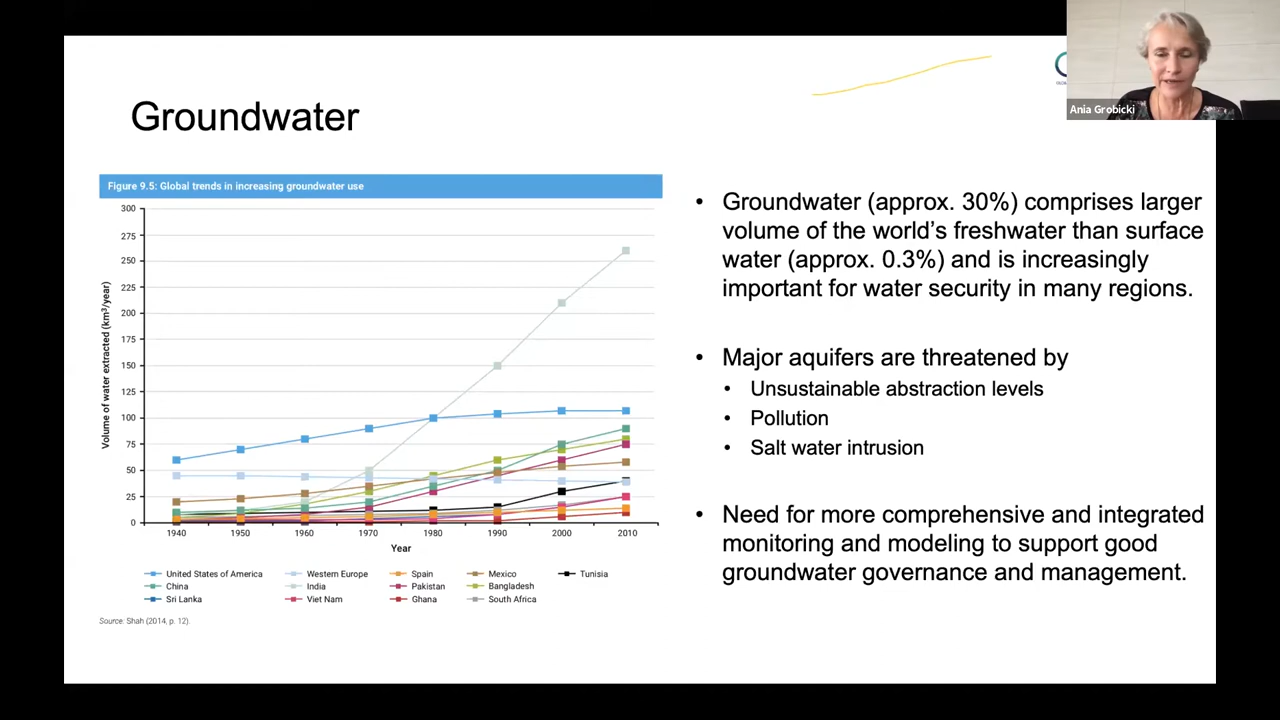 Ania Grobicki
Groundwater
Figure 9.5: Global trends in increasing groundwater use
300
275
250
225
200
175
150
125
100
75
50
25
0
Volume of water extracted (km³/year)
1940 1950 1960 1970 1980 1990 2000 2010
Year
United States of America Western Europe Spain Mexico Tunisia
China India Pakistan Bangladesh
Sri Lanka Viet Nam Ghana South Africa
Source: Shah (2014, p. 12).
• Groundwater (approx. 30%) comprises larger
volume of the world's freshwater than surface
water (approx. 0.3%) and is increasingly
important for water security in many regions.
• Major aquifers are threatened by
• Unsustainable abstraction levels
• Pollution
• Salt water intrusion
• Need for more comprehensive and integrated
monitoring and modeling to support good
groundwater governance and management.